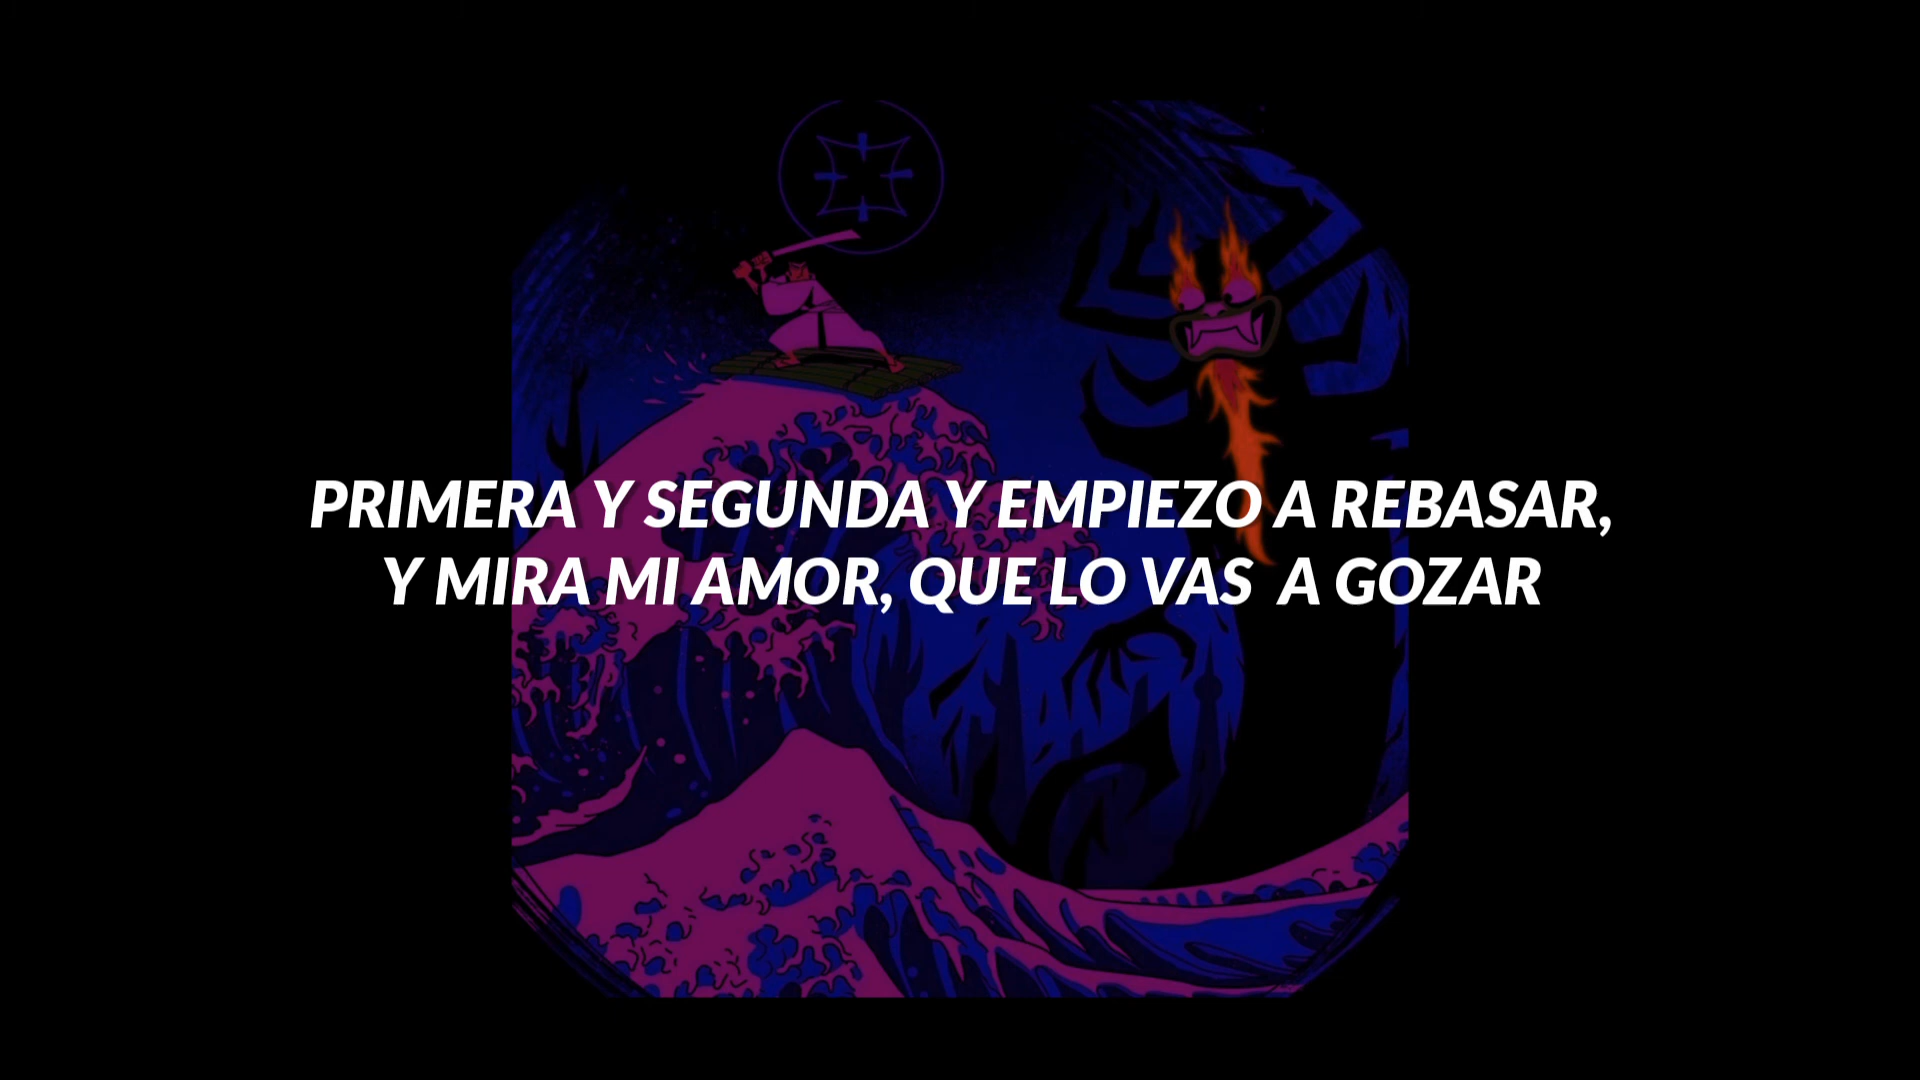 PRIMERA Y SEGUNDA Y EMPIEZO A REBASAR,
Y MIRA MI AMOR, QUE LO VAS  A GOZAR